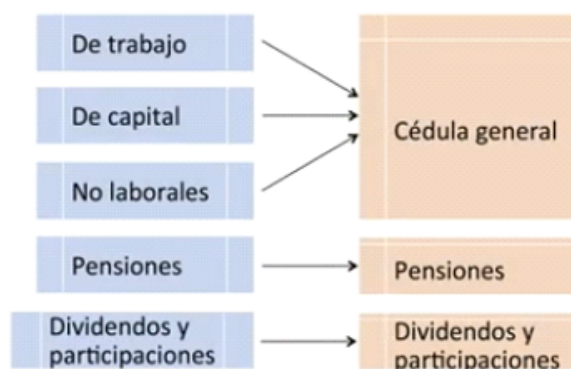 De trabajo
De capital
No laborales
Pensiones
Dividendos y
participaciones
Cédula general
Pensiones
Dividendos y
participaciones